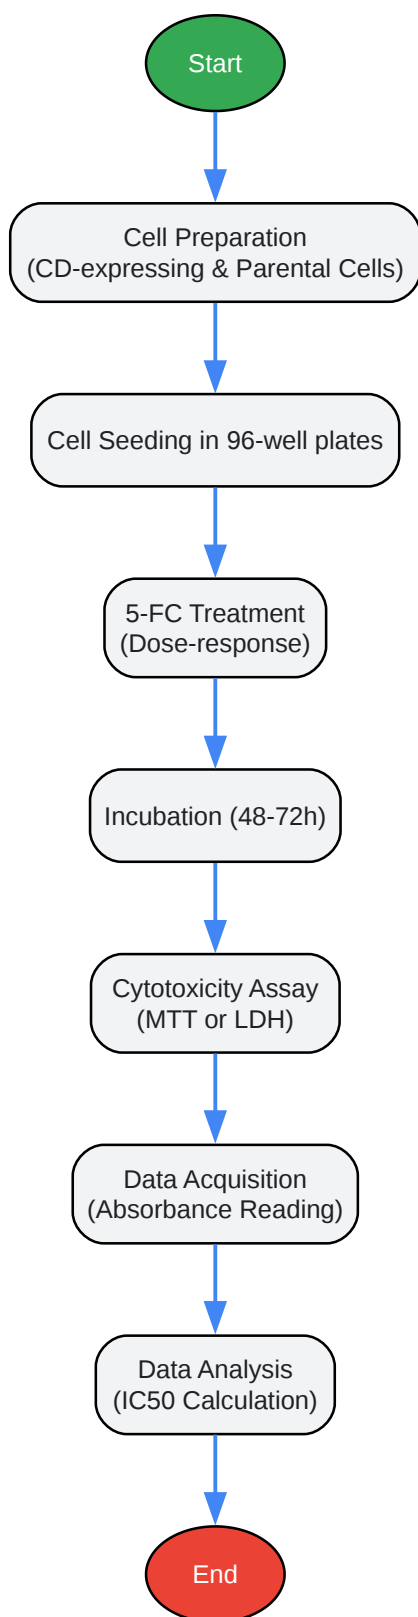 Start
Cell Preparation
(CD-expressing & Parental Cells)
Cell Seeding in 96-well plates
5-FC Treatment
(Dose-response)
Incubation (48-72h)
Cytotoxicity Assay
(MTT or LDH)
Data Acquisition
(Absorbance Reading)
Data Analysis
(IC50 Calculation)
End